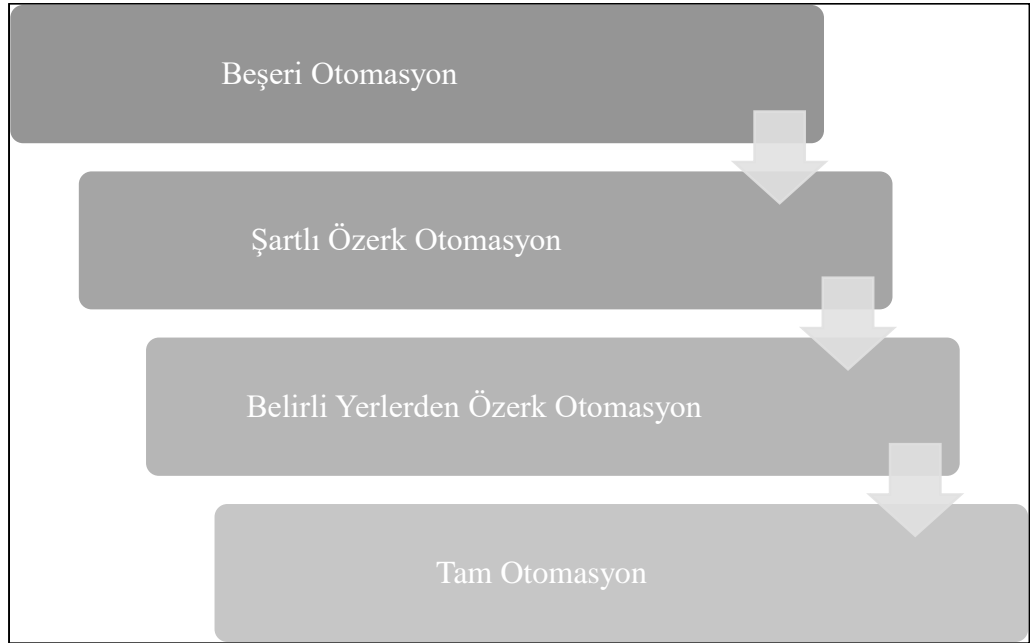 Beşeri Otomasyon
Şartlı Özerk Otomasyon
Belirli Yerlerden Özerk Otomasyon
Tam Otomasyon